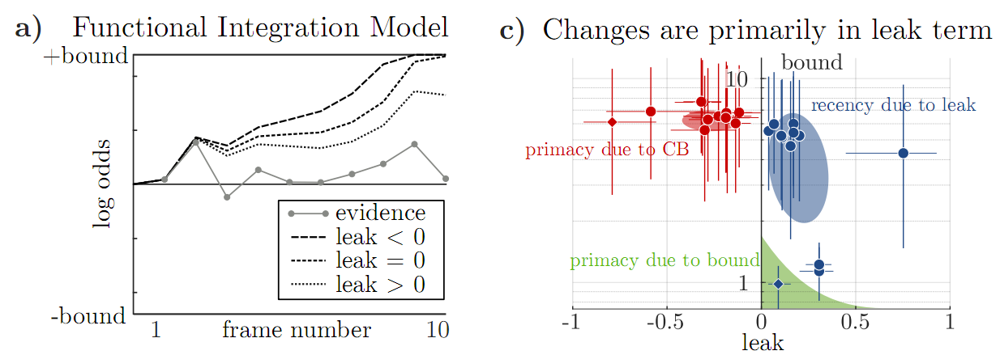 a) Functional Integration Model
+bound
log odds
-bound
evidence
leak < 0
leak = 0
leak > 0
1 frame number 10
c) Changes are primarily in leak term
bound
10
recency due to leak
primacy due to CB
primacy due to bound
1
-1 -0.5 0 0.5 1
leak